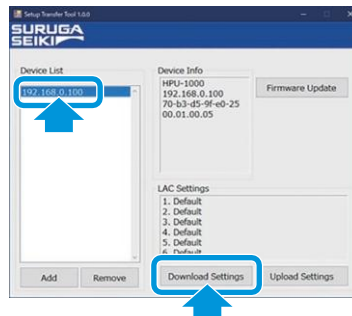 Setup Transfer Tool 1.0.0
SURUGA
SEIKI
Device List
192.168.0.100
Add
Remove
Device Info
HPU-1000
192.168.0.100
70-b3-d5-9f-e0-25
00.01.00.05
Firmware Update
LAC Settings
1. Default
2. Default
3. Default
4. Default
5. Default
6. Default
Download Settings
Upload Settings